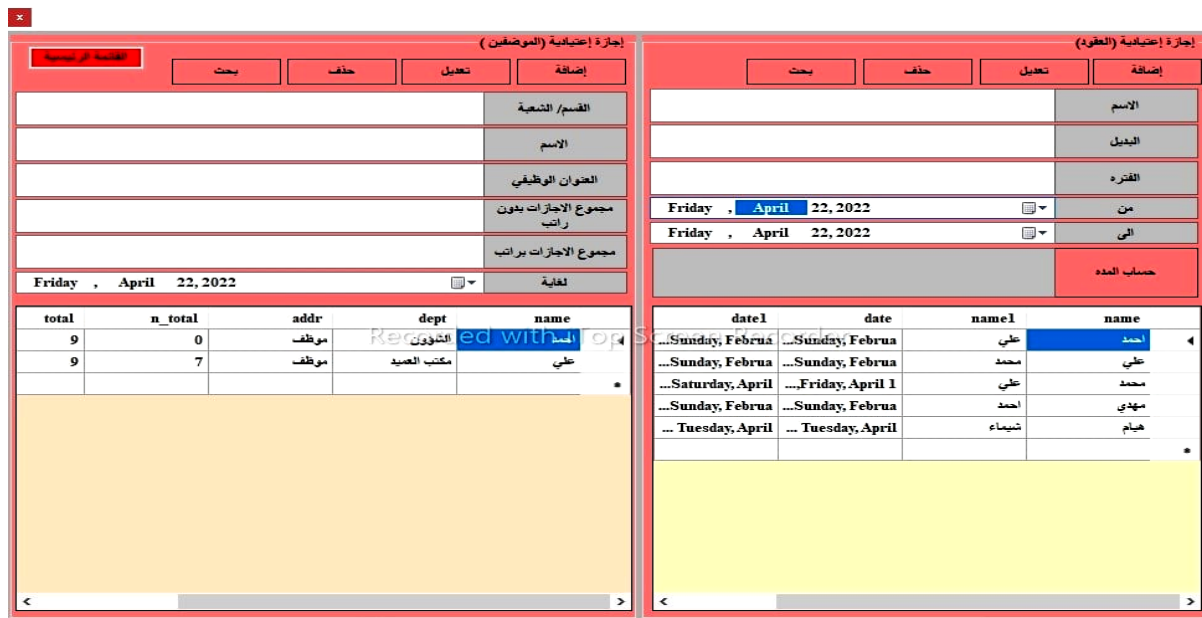 x
إجازة إعتيادية (العقود)
إضافة تعديل حذف بحث
الاسم
البديل
الفتره
من Friday , April 22, 2022
الى Friday , April 22, 2022
حساب المده
name name1 date date1
احمد علي Sunday, Februa... Sunday, Februa...
علي محمد Sunday, Februa... Sunday, Februa...
محمد علي Friday, April 1,... Saturday, April...
مهدي احمد Sunday, Februa... Sunday, Februa...
هيام شيماء Tuesday, April ... Tuesday, April ...
إجازة إعتيادية (الموضفين )
القائمة الرئيسية
إضافة تعديل حذف بحث
القسم/ الشعبة
الاسم
العنوان الوظيفي
مجموع الاجازات بدون
راتب
مجموع الاجازات براتب
لغاية Friday , April 22, 2022
name dept addr n_total total
احمد الشؤون موظف 0 9
علي مكتب العميد موظف 7 9
Recorded with iTop Screen Recorder